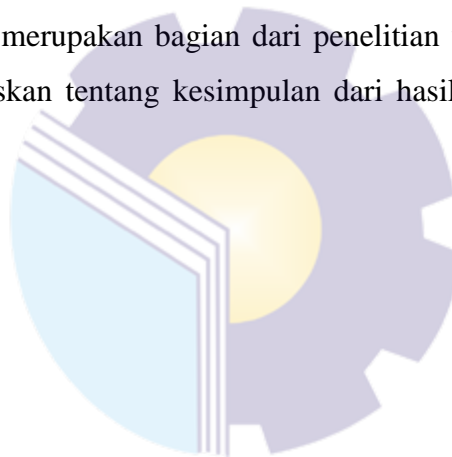 merupakan bagian dari penelitian
skan tentang kesimpulan dari hasil